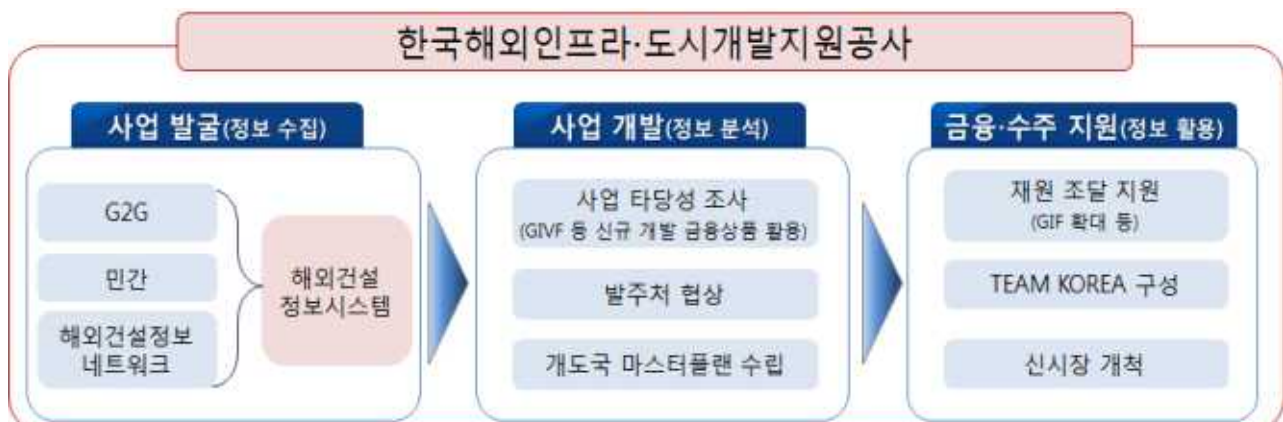 한국해외인프라·도시개발지원공사
사업 발굴(정보 수집)
G2G
민간
해외건설정보
네트워크
해외건설
정보시스템
사업 개발(정보 분석)
사업 타당성 조사
(GIVF 등 신규 개발 금융상품 활용)
발주처 협상
개도국 마스터플랜 수립
금융·수주 지원(정보 활용)
재원 조달 지원
(GIF 확대 등)
TEAM KOREA 구성
신시장 개척